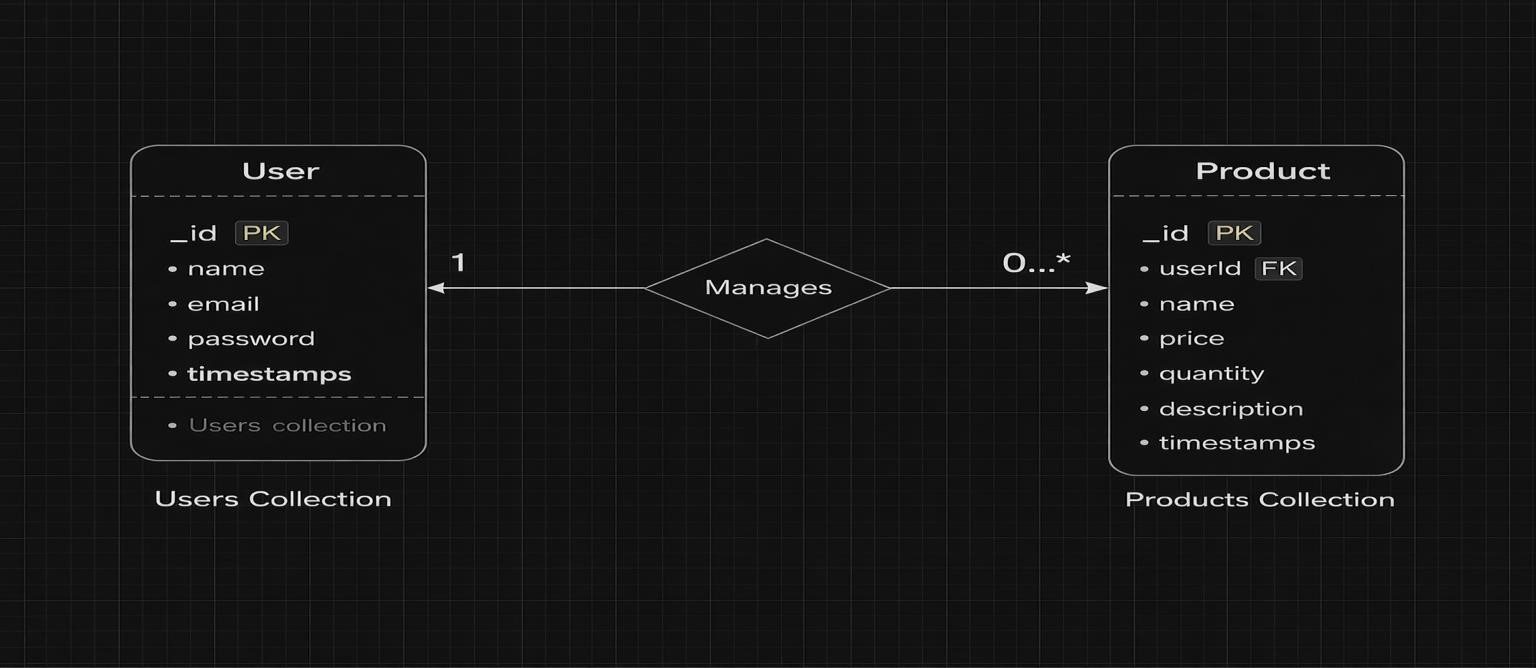 User
_id PK
• name
• email
• password
• timestamps
• Users collection
Users Collection
1
Manages
0...*
Product
_id PK
• userId FK
• name
• price
• quantity
• description
• timestamps
Products Collection